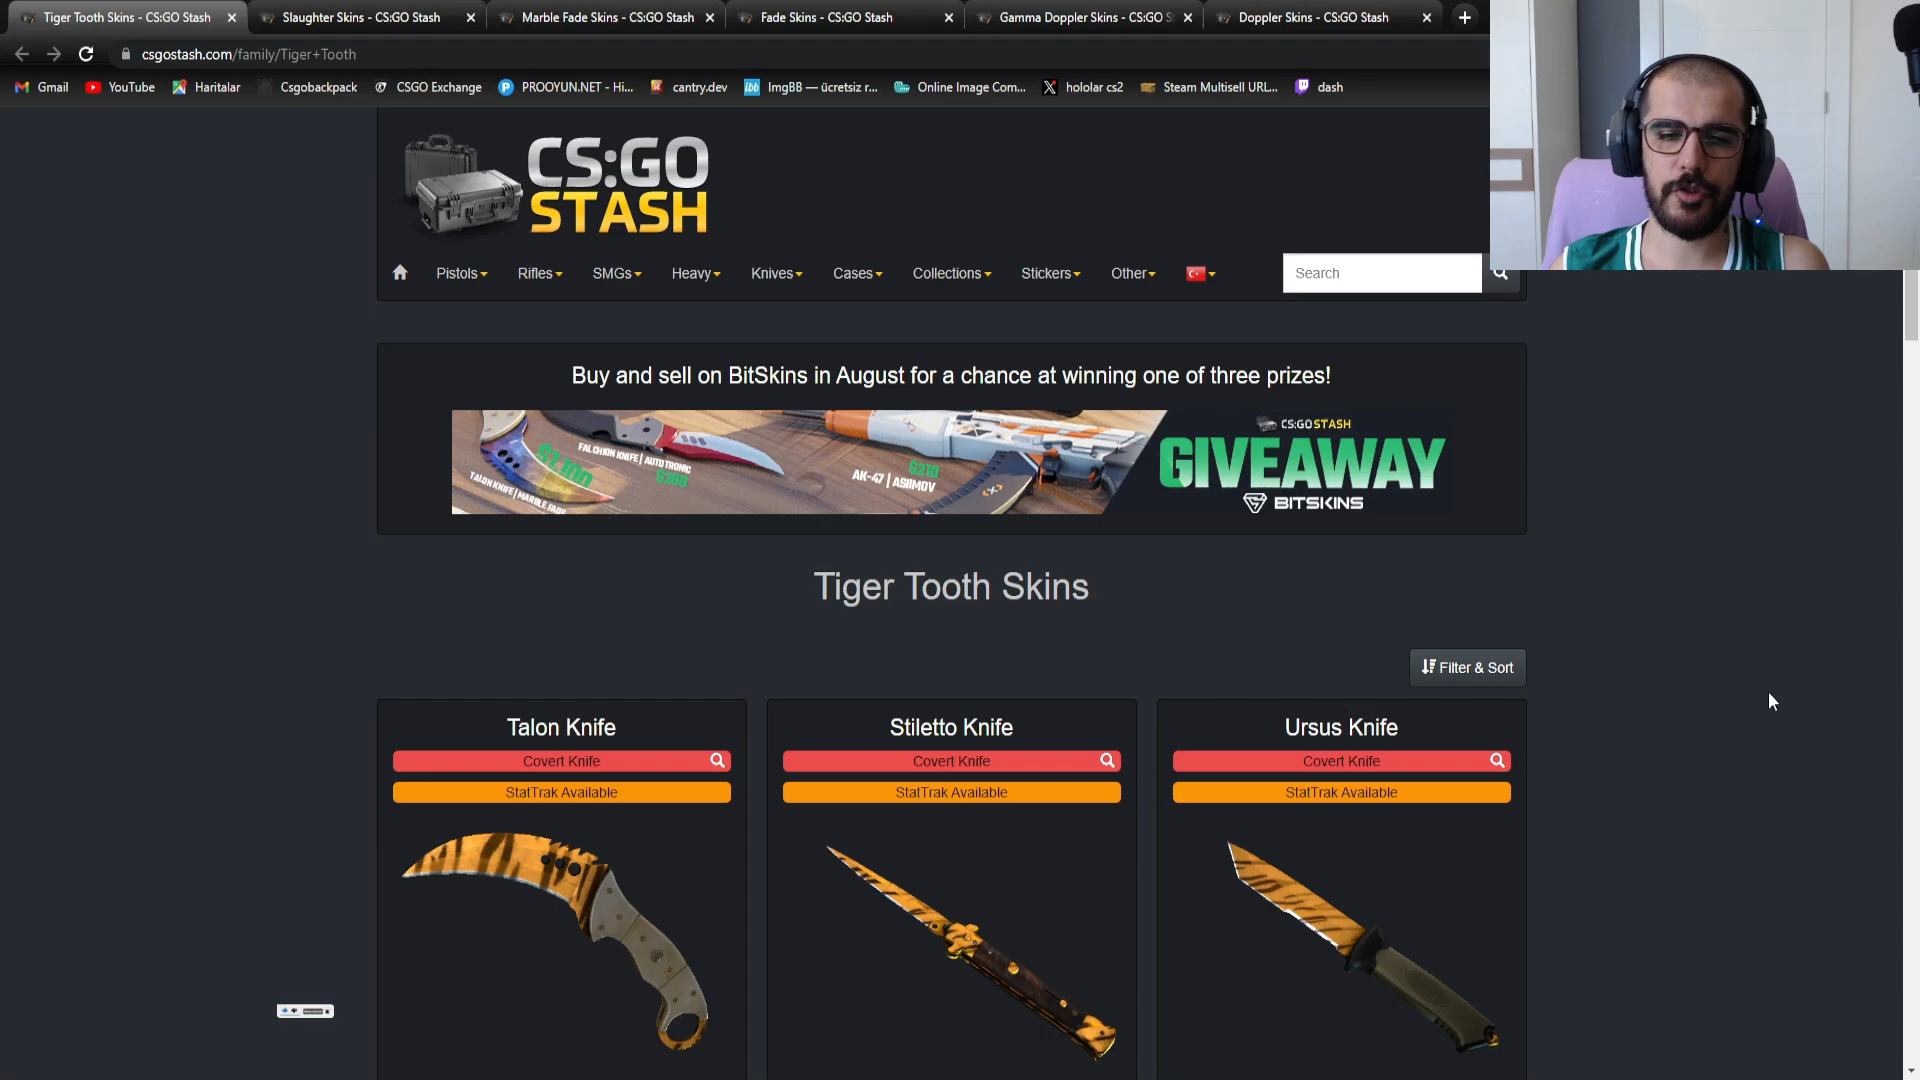 Tiger Tooth Skins - CS:GO Stash
Slaughter Skins - CS:GO Stash
Marble Fade Skins - CS:GO Stash
Fade Skins - CS:GO Stash
Gamma Doppler Skins - CS:GO S
Doppler Skins - CS:GO Stash
csgostash.com/family/Tiger+Tooth
Gmail
YouTube
Haritalar
Csgobackpack
CSGO Exchange
PROOYUN.NET - Hi...
cantry.dev
ibb
ImgBB — ücretsiz r...
Online Image Com...
hololar cs2
Steam Multisell URL...
dash
CS:GO
STASH
Pistols
Rifles
SMGs
Heavy
Knives
Cases
Collections
Stickers
Other
Search
Buy and sell on BitSkins in August for a chance at winning one of three prizes!
TALON KNIFE | MARBLE FADE
$1,100
FALCHION KNIFE | AUTOTRONIC
AK-47 | ASIIMOV
$210
CS:GO STASH
GIVEAWAY
BITSKINS
Tiger Tooth Skins
Filter & Sort
Talon Knife
Covert Knife
StatTrak Available
Stiletto Knife
Covert Knife
StatTrak Available
Ursus Knife
Covert Knife
StatTrak Available